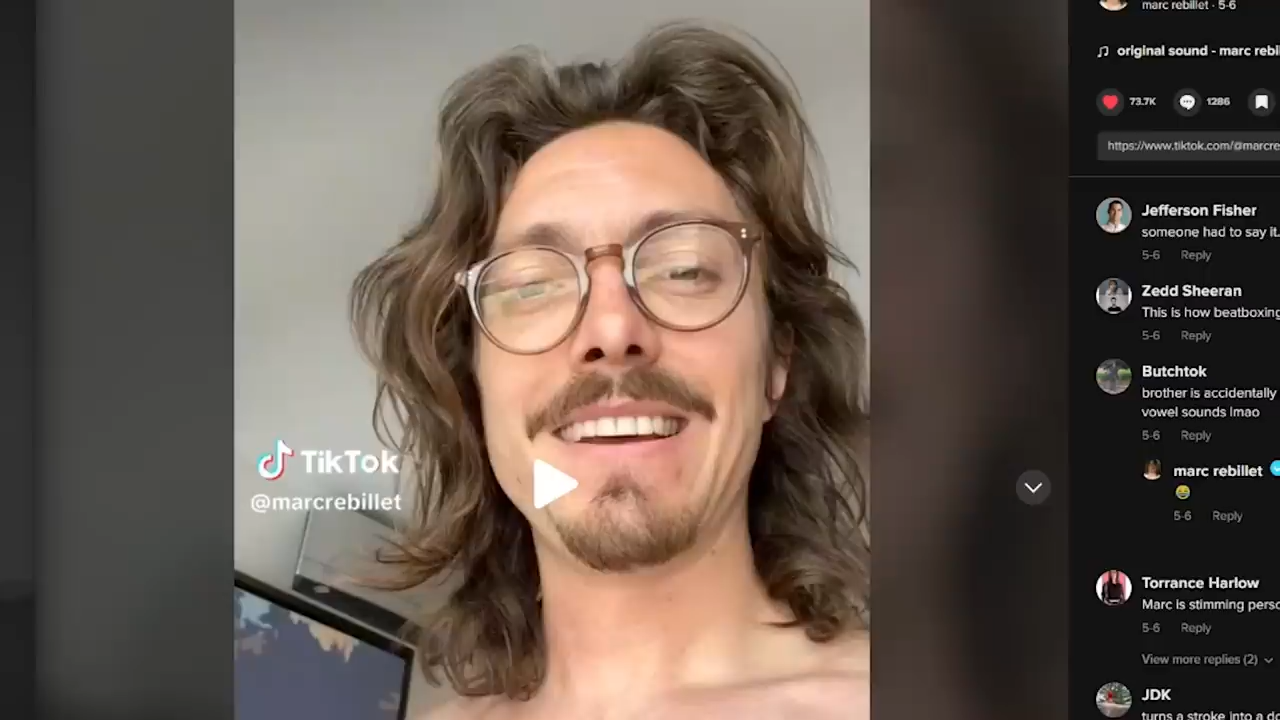 TikTok
@marcrebillet
marc rebillet · 5-6
original sound - marc
73.7K
1286
https://www.tiktok.com/@marcre
Jefferson Fisher
someone had to say it.
5-6 Reply
Zedd Sheeran
This is how beatboxing
5-6 Reply
Butchtok
brother is accidentally
vowel sounds lmao
5-6 Reply
marc rebillet
5-6 Reply
Torrance Harlow
Marc is stimming
5-6 Reply
View more replies (2)
JDK
turns a stroke into a